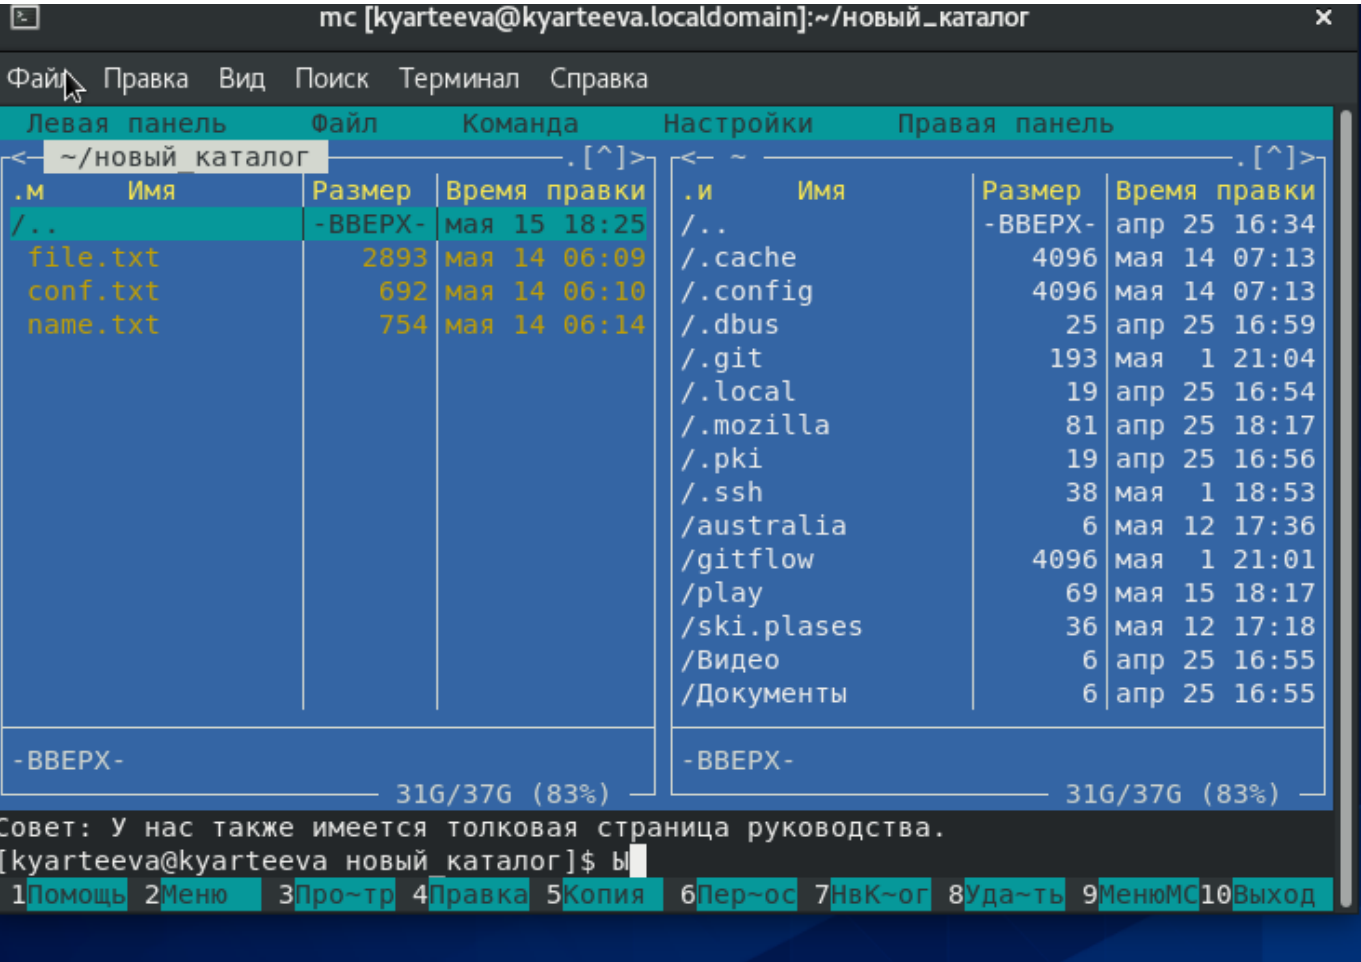 mc [kyarteeva@kyarteeva.localdomain]:~/новый_каталог ×
Файл Правка Вид Поиск Терминал Справка
Левая панель Файл Команда Настройки Правая панель
<— ~/новый_каталог .[^]> <— ~ .[^]>
.м Имя Размер Время правки .и Имя Размер Время правки
/.. -ВВЕРХ- мая 15 18:25 /.. -ВВЕРХ- апр 25 16:34
file.txt 2893 мая 14 06:09 /.cache 4096 мая 14 07:13
conf.txt 692 мая 14 06:10 /.config 4096 мая 14 07:13
name.txt 754 мая 14 06:14 /.dbus 25 апр 25 16:59
/.git 193 мая 1 21:04
/.local 19 апр 25 16:54
/.mozilla 81 апр 25 18:17
/.pki 19 апр 25 16:56
/.ssh 38 мая 1 18:53
/australia 6 мая 12 17:36
/gitflow 4096 мая 1 21:01
/play 69 мая 15 18:17
/ski.plases 36 мая 12 17:18
/Видео 6 апр 25 16:55
/Документы 6 апр 25 16:55
-ВВЕРХ- -ВВЕРХ-
31G/37G (83%) 31G/37G (83%)
Совет: У нас также имеется толковая страница руководства.
[kyarteeva@kyarteeva новый_каталог]$ Ы
1Помощь 2Меню 3Про~тр 4Правка 5Копия 6Пер~ос 7НвК~ог 8Уда~ть 9МенюМС10Выход